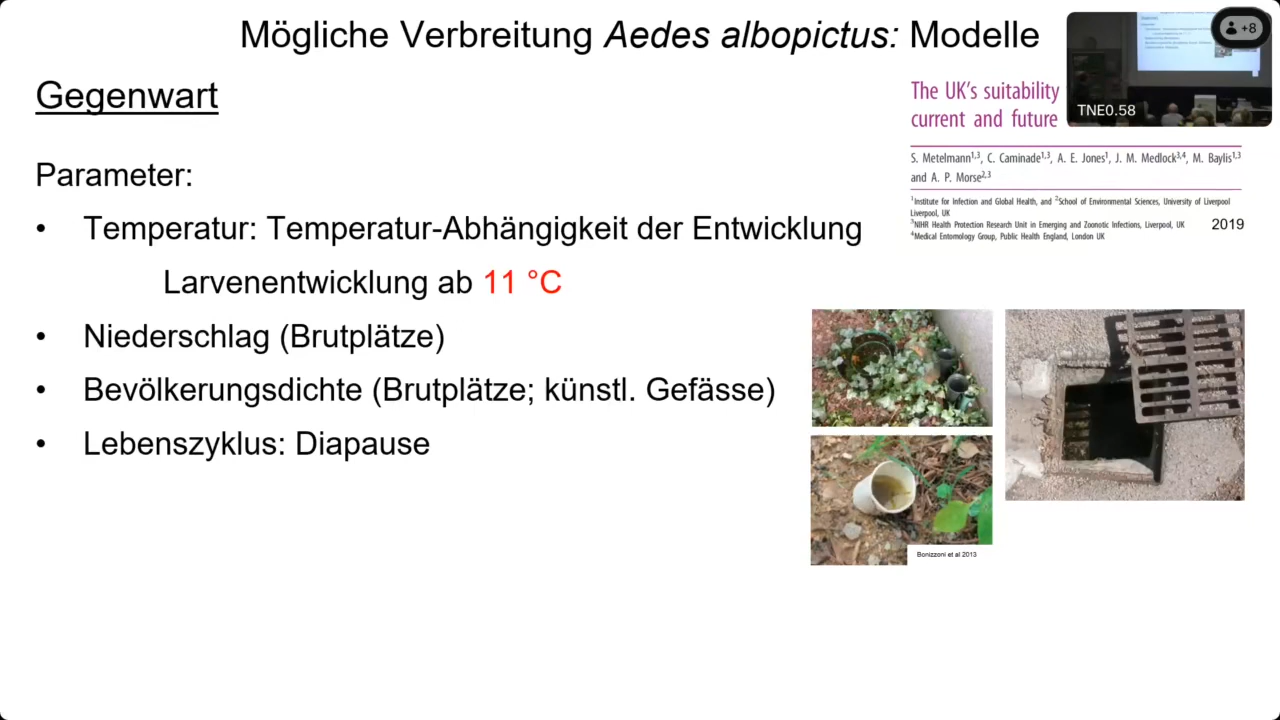 Mögliche Verbreitung Aedes albopictus: Modelle
+8
TNE0.58
Gegenwart
The UK's suitability
current and future
S. Metelmann1,3, C. Caminade1,3, A. E. Jones1, J. M. Medlock3,4, M. Baylis1,3
and A. P. Morse2,3
1Institute for Infection and Global Health, and 2School of Environmental Sciences, University of Liverpool
Liverpool, UK
3NIHR Health Protection Research Unit in Emerging and Zoonotic Infections, Liverpool, UK
4Medical Entomology Group, Public Health England, London UK
2019
Parameter:
• Temperatur: Temperatur-Abhängigkeit der Entwicklung
Larvenentwicklung ab 11 °C
• Niederschlag (Brutplätze)
• Bevölkerungsdichte (Brutplätze; künstl. Gefässe)
• Lebenszyklus: Diapause
Bonizzoni et al 2013